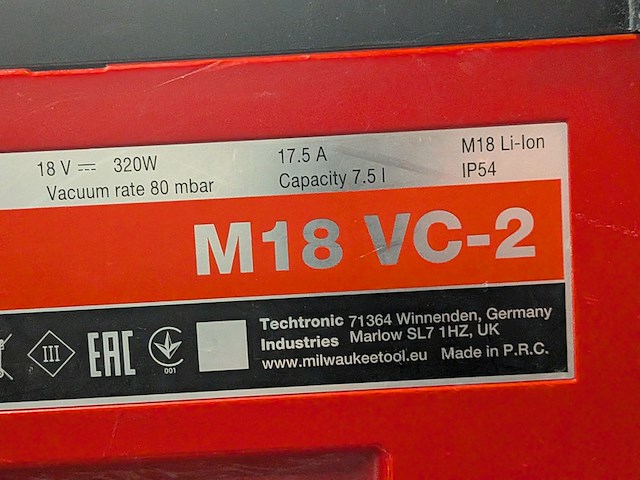 18 V 320W 17.5 A M18 Li-Ion
Vacuum rate 80 mbar Capacity 7.5 l IP54
M18 VC-2
III EAC 001
Techtronic 71364 Winnenden, Germany
Industries Marlow SL7 1HZ, UK
www.milwaukeetool.eu Made in P.R.C.